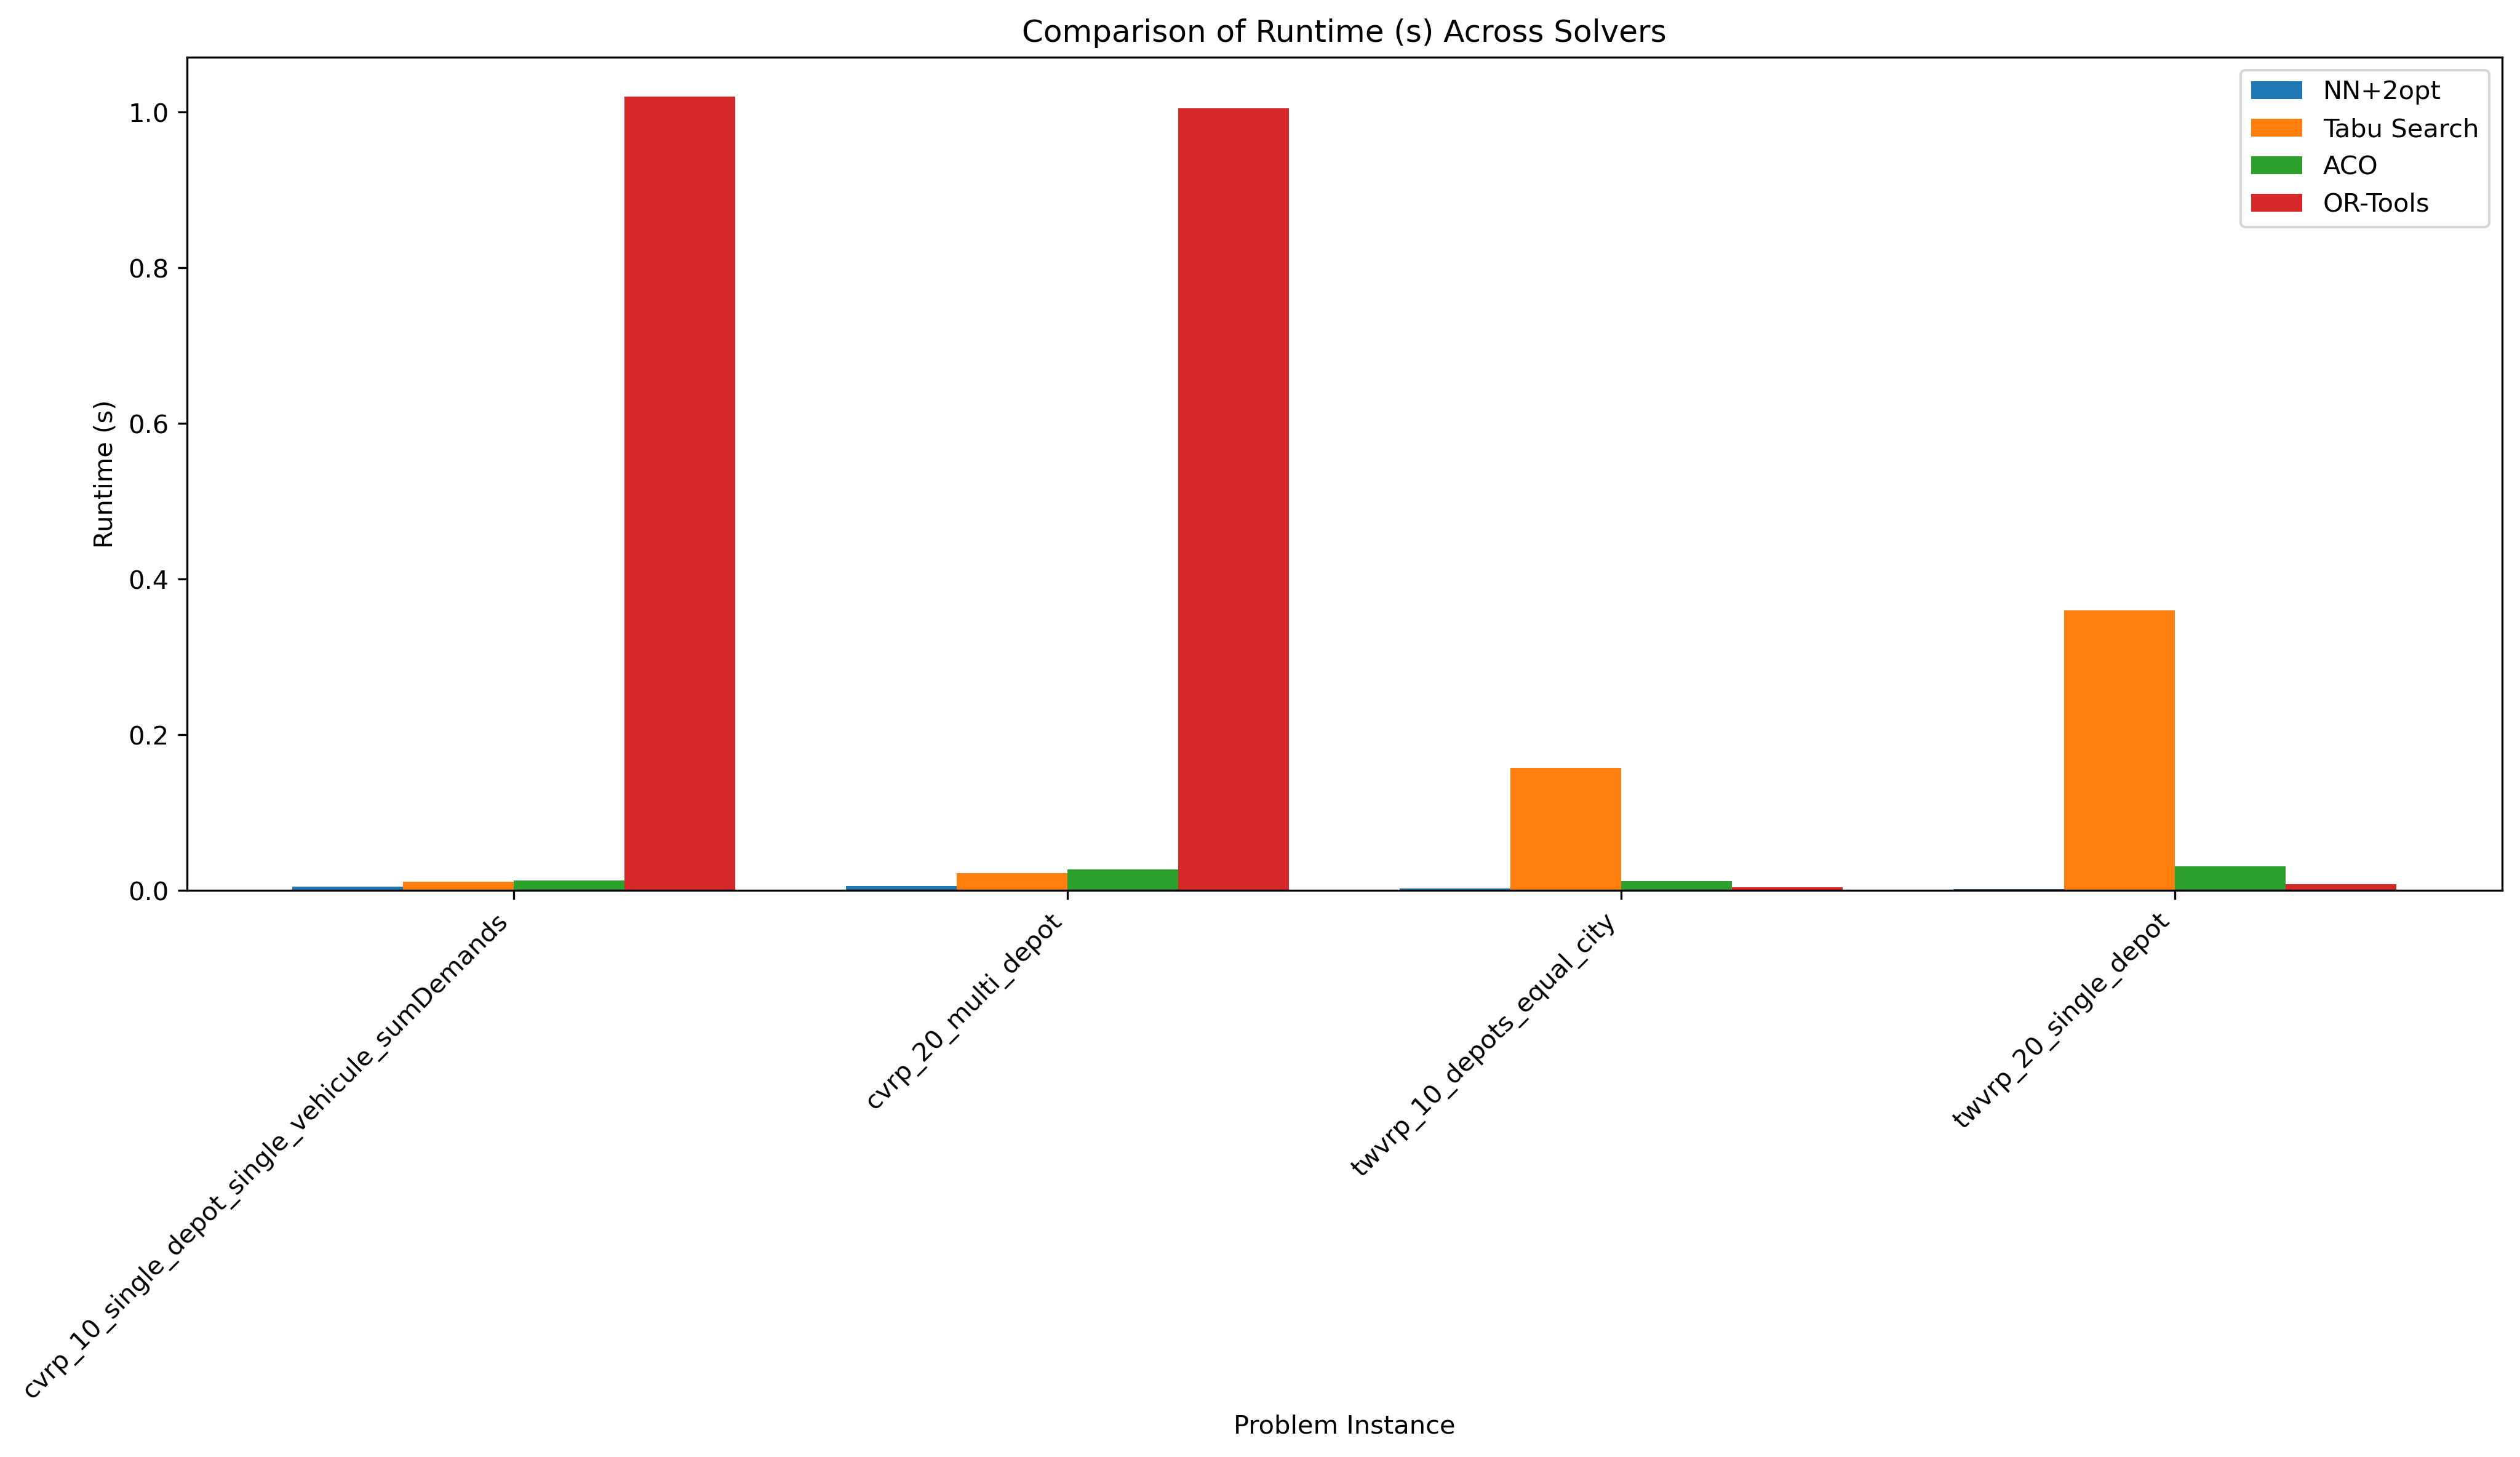 Comparison of Runtime (s) Across Solvers
NN+2opt
Tabu Search
ACO
OR-Tools
Runtime (s)
1.0
0.8
0.6
0.4
0.2
0.0
cvrp_10_single_depot_single_vehicule_sumDemands
cvrp_20_multi_depot
twvrp_10_depots_equal_city
twvrp_20_single_depot
Problem Instance